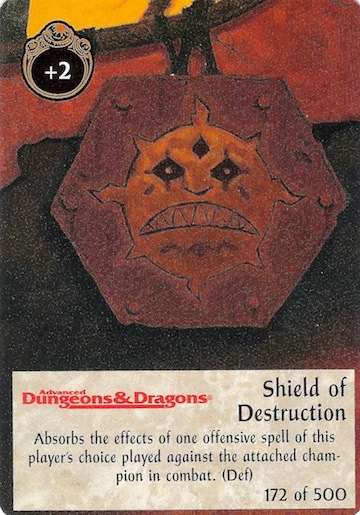 +2
Advanced
Dungeons & Dragons®
Shield of
Destruction
Absorbs the effects of one offensive spell of this
player's choice played against the attached cham-
pion in combat. (Def)
172 of 500